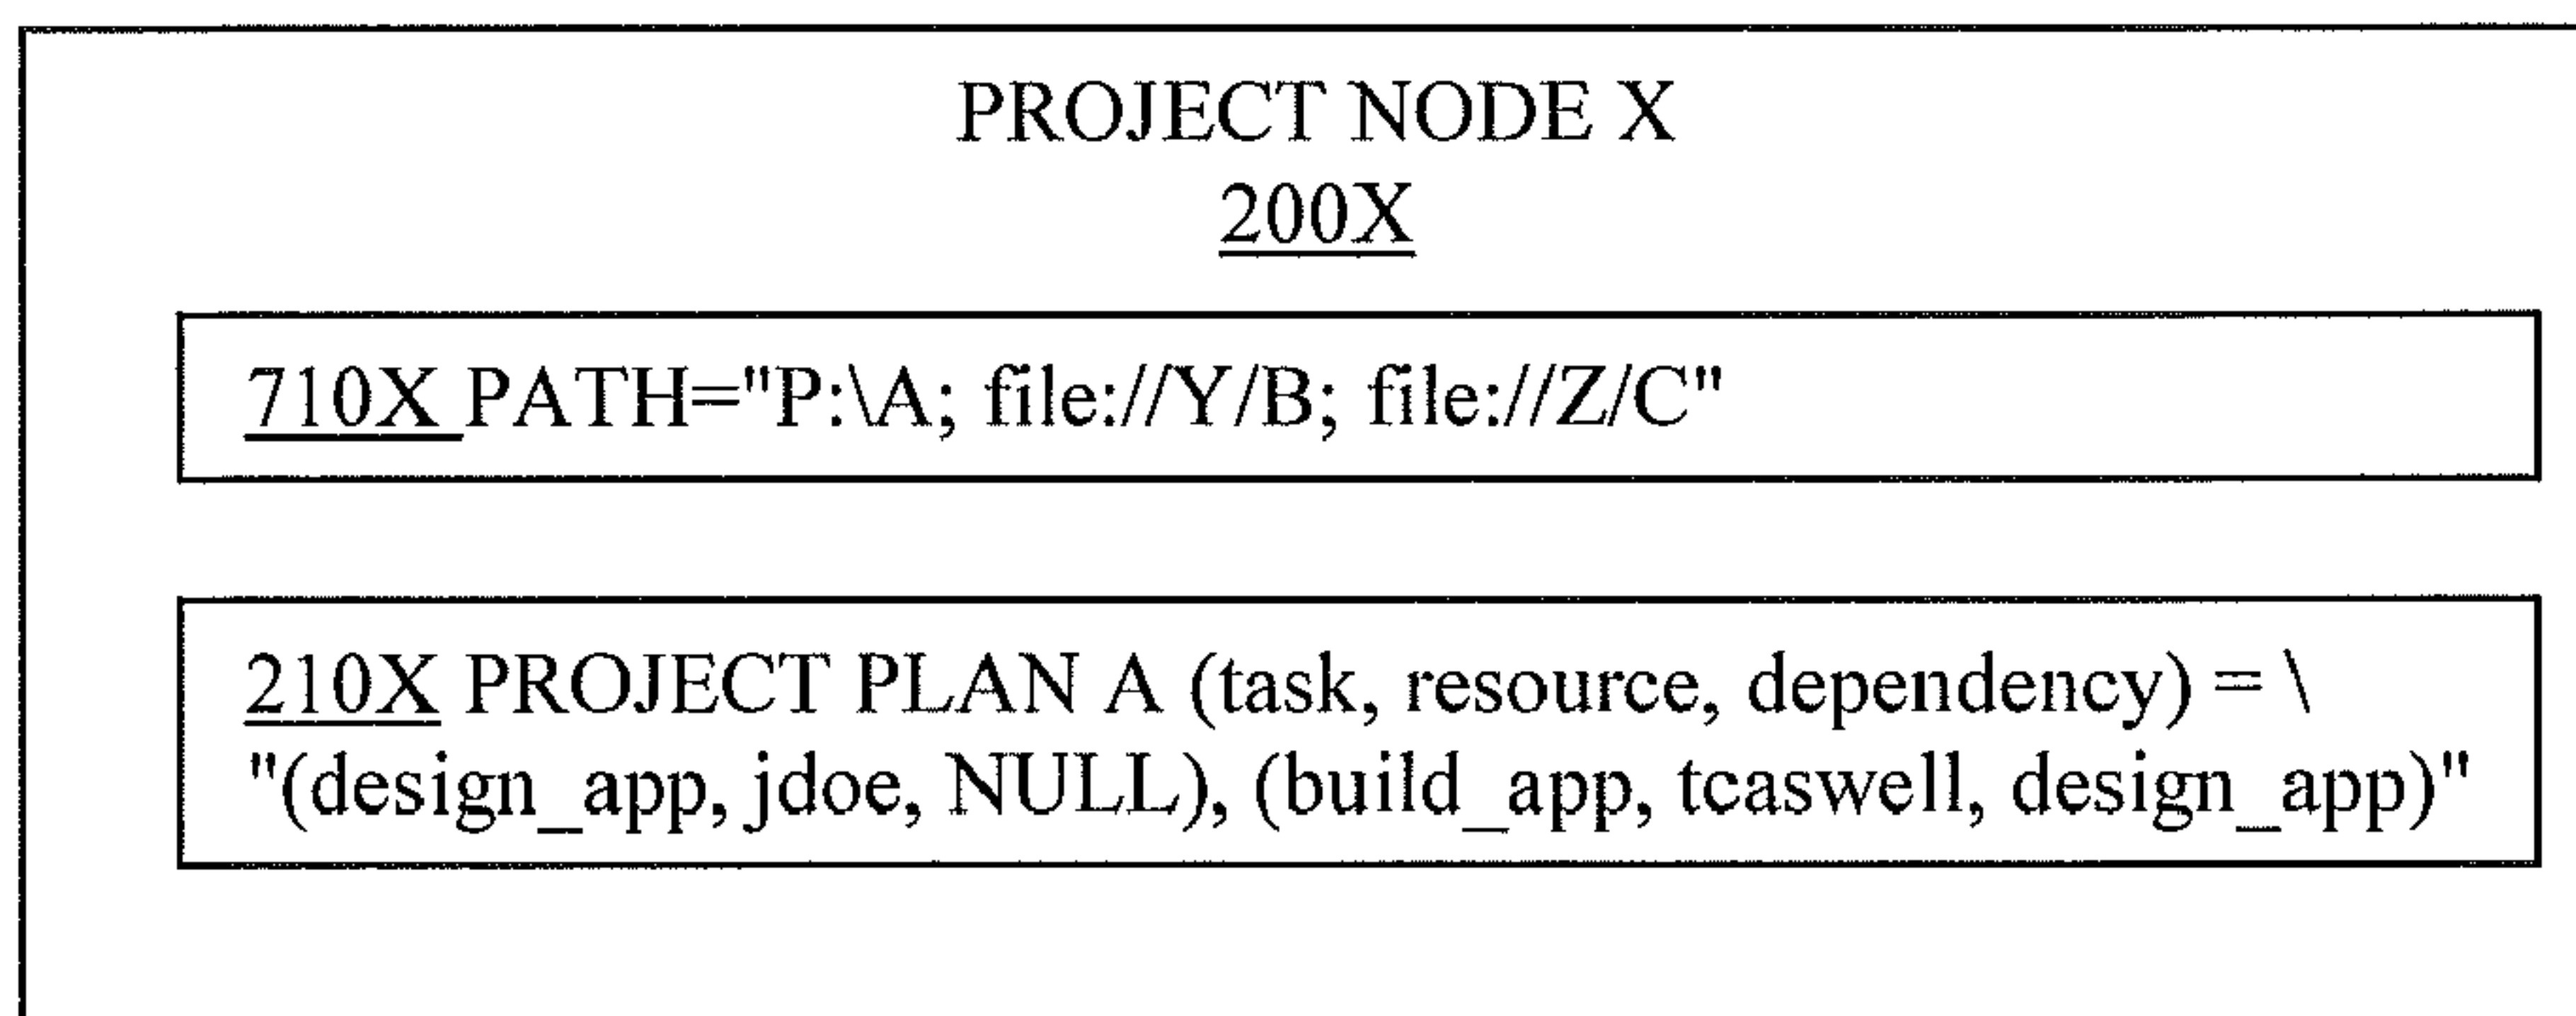 PROJECT NODE X
200X
710X PATH="P:\A; file://Y/B; file://Z/C"
210X PROJECT PLAN A (task, resource, dependency) = \
"(design_app, jdoe, NULL), (build_app, tcaswell, design_app)"